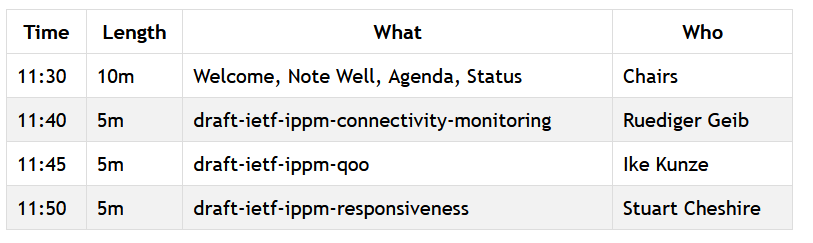 Time Length What Who
11:30 10m Welcome, Note Well, Agenda, Status Chairs
11:40 5m draft-ietf-ippm-connectivity-monitoring Ruediger Geib
11:45 5m draft-ietf-ippm-qoo Ike Kunze
11:50 5m draft-ietf-ippm-responsiveness Stuart Cheshire